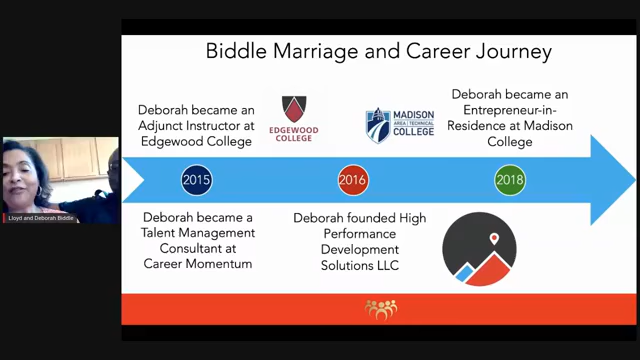 Biddle Marriage and Career Journey
Deborah became an
Adjunct Instructor at
Edgewood College
EDGEWOOD
COLLEGE
MADISON
AREA TECHNICAL
COLLEGE
Deborah became an
Entrepreneur-in-
Residence at Madison
College
2015
2016
2018
Deborah became a
Talent Management
Consultant at
Career Momentum
Deborah founded High
Performance
Development
Solutions LLC
Lloyd and Deborah Biddle